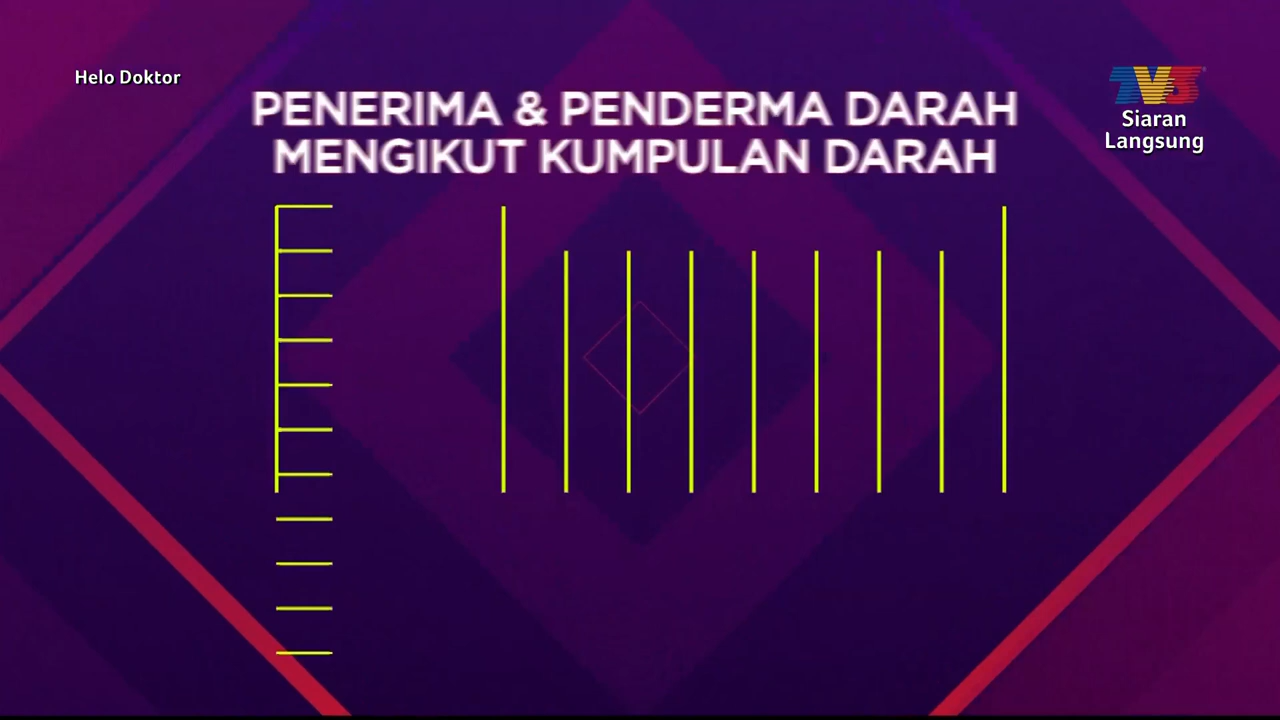 Helo Doktor
TV3
Siaran
Langsung
PENERIMA & PENDERMA DARAH
MENGIKUT KUMPULAN DARAH